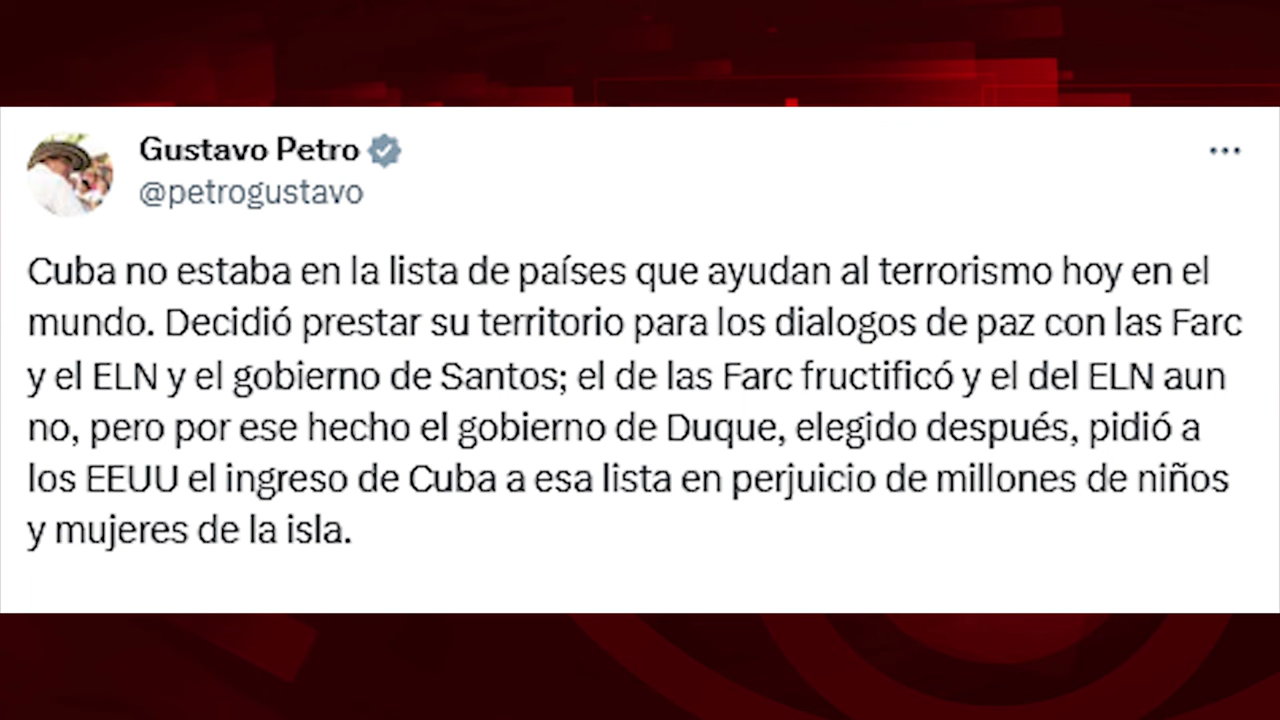 Gustavo Petro
@petrogustavo
Cuba no estaba en la lista de países que ayudan al terrorismo hoy en el
mundo. Decidió prestar su territorio para los dialogos de paz con las Farc
y el ELN y el gobierno de Santos; el de las Farc fructificó y el del ELN aun
no, pero por ese hecho el gobierno de Duque, elegido después, pidió a
los EEUU el ingreso de Cuba a esa lista en perjuicio de millones de niños
y mujeres de la isla.